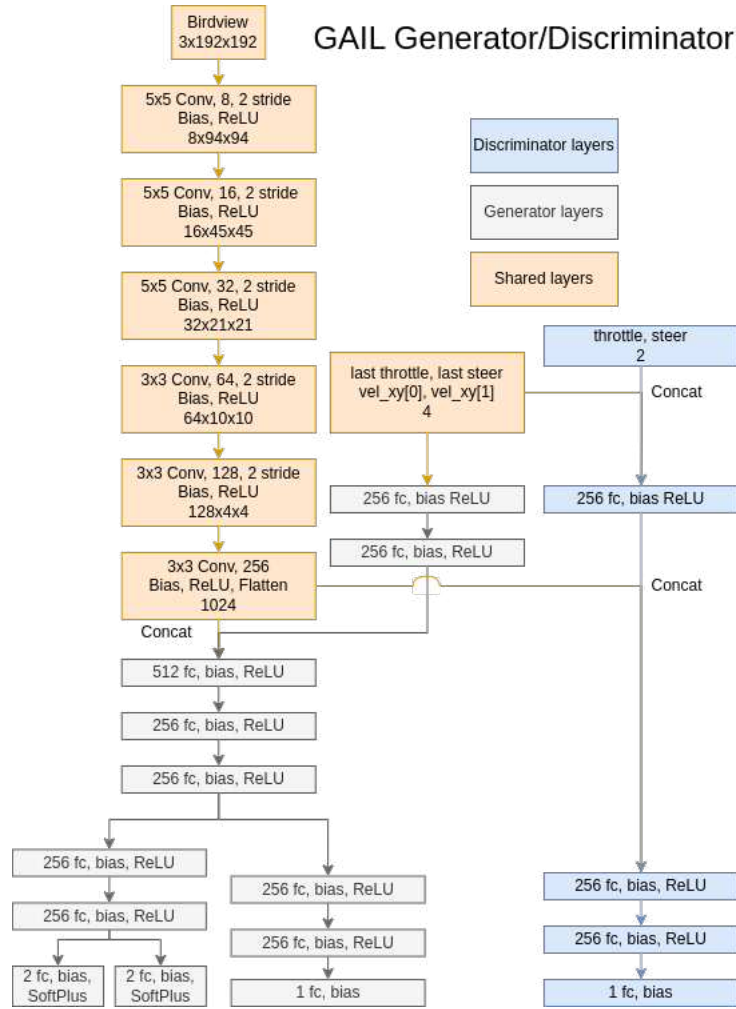 GAIL Generator/Discriminator
Birdview
3x192x192
5x5 Conv, 8, 2 stride
Bias, ReLU
8x94x94
5x5 Conv, 16, 2 stride
Bias, ReLU
16x45x45
5x5 Conv, 32, 2 stride
Bias, ReLU
32x21x21
3x3 Conv, 64, 2 stride
Bias, ReLU
64x10x10
3x3 Conv, 128, 2 stride
Bias, ReLU
128x4x4
3x3 Conv, 256
Bias, ReLU, Flatten
1024
Discriminator layers
Generator layers
Shared layers
last throttle, last steer
vel_xy[0], vel_xy[1]
4
throttle, steer
2
Concat
256 fc, bias ReLU
256 fc, bias, ReLU
256 fc, bias ReLU
Concat
Concat
512 fc, bias, ReLU
256 fc, bias, ReLU
256 fc, bias, ReLU
256 fc, bias, ReLU
256 fc, bias, ReLU
2 fc, bias,
SoftPlus
2 fc, bias,
SoftPlus
256 fc, bias, ReLU
256 fc, bias, ReLU
1 fc, bias
256 fc, bias, ReLU
256 fc, bias, ReLU
1 fc, bias